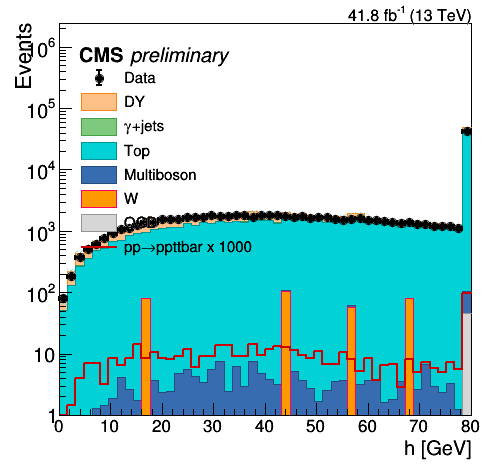 41.8 fb⁻¹ (13 TeV)
Events
CMS preliminary
Data
DY
γ+jets
Top
Multiboson
W
QCD
pp→ppttbar x 1000
10⁶
10⁵
10⁴
10³
10²
10
1
0 10 20 30 40 50 60 70 80
h [GeV]